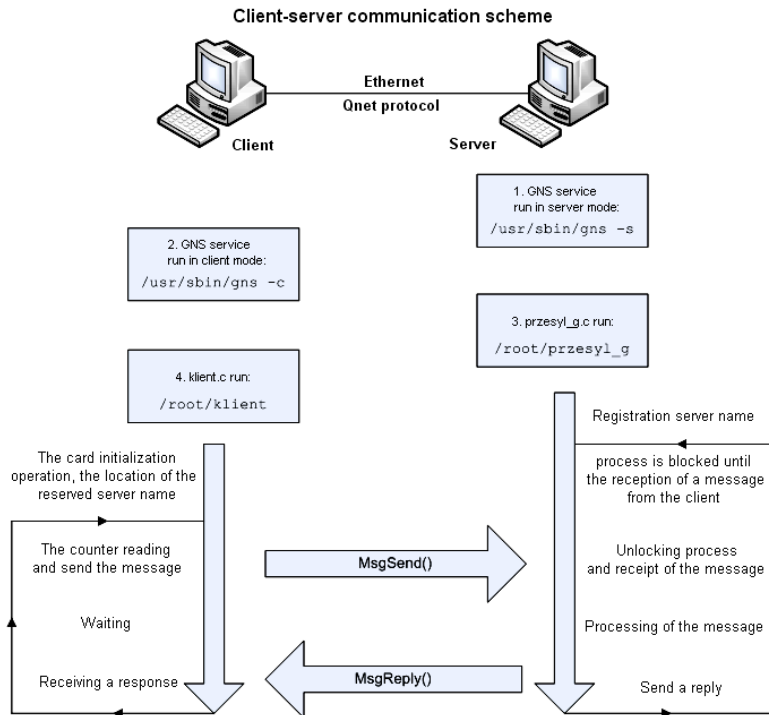 Client-server communication scheme
Ethernet
Qnet protocol
Client
Server
1. GNS service
run in server mode:
/usr/sbin/gns -s
2. GNS service
run in client mode:
/usr/sbin/gns -c
3. przesyl_g.c run:
/root/przesyl_g
4. klient.c run:
/root/klient
Registration server name
The card initialization
operation, the location of the
reserved server name
process is blocked until
the reception of a message
from the client
The counter reading
and send the message
MsgSend()
Unlocking process
and receipt of the message
Waiting
Processing of the message
Receiving a response
MsgReply()
Send a reply